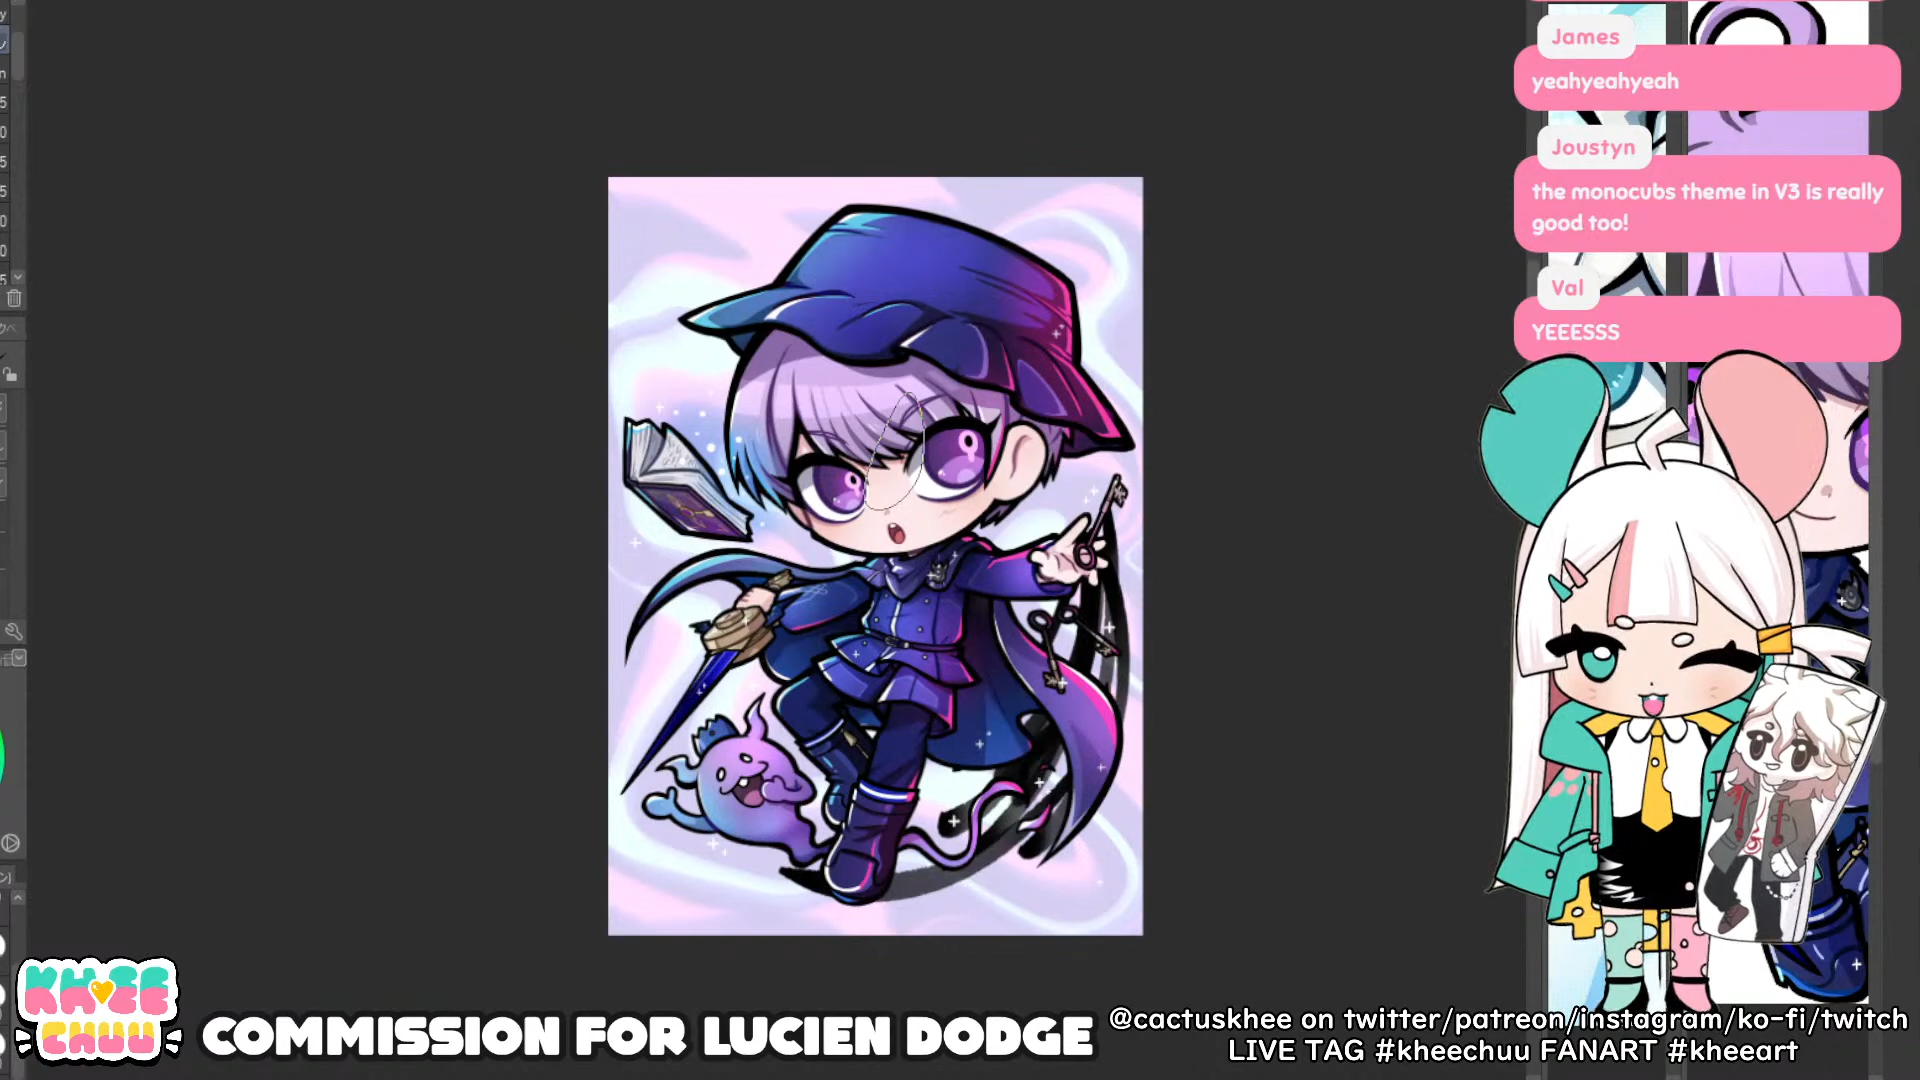 James
yeahyeahyeah
Joustyn
the monocubs theme in V3 is really
good too!
Val
YEEESSS
KHEE
CHUU
COMMISSION FOR LUCIEN DODGE
@cactuskhee on twitter/patreon/instagram/ko-fi/twitch
LIVE TAG #kheechuu FANART #kheeart